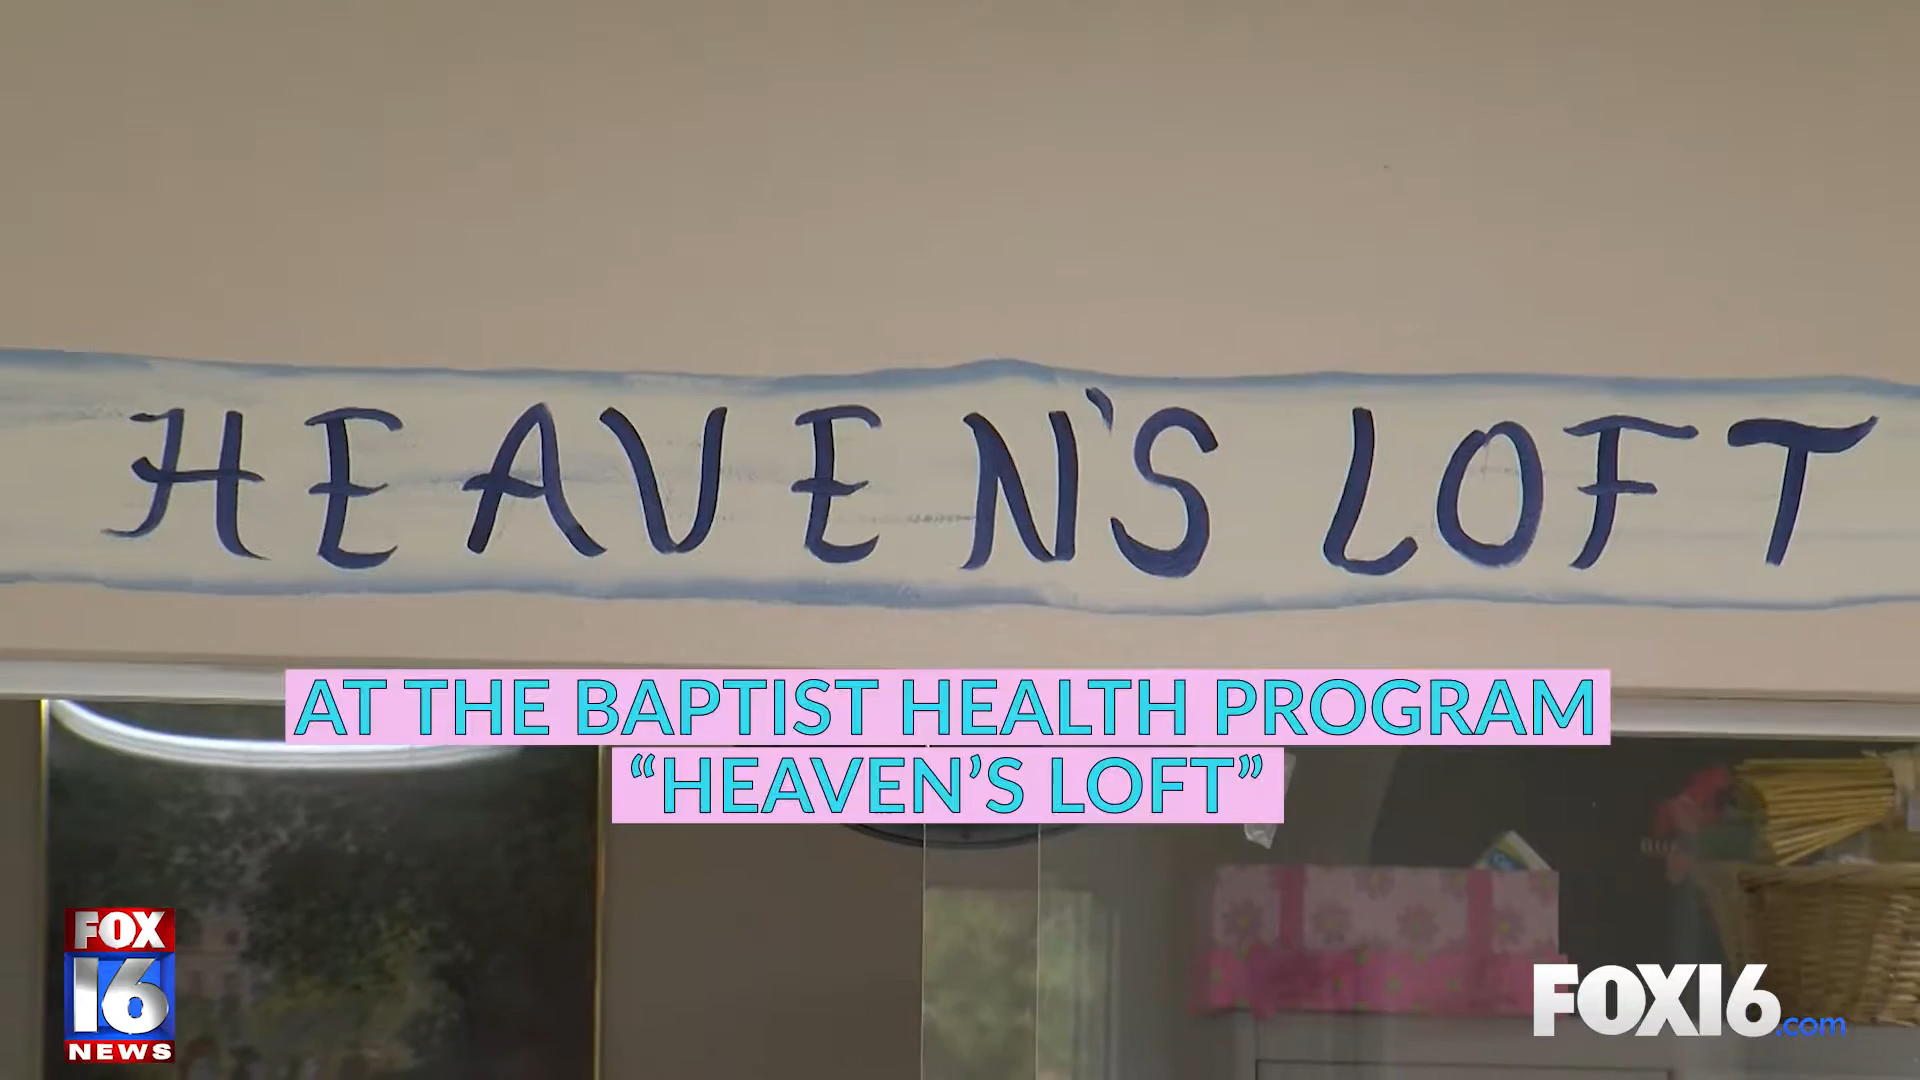 HEAVEN'S LOFT
AT THE BAPTIST HEALTH PROGRAM
“HEAVEN’S LOFT”
FOX
16
NEWS
FOX16.com